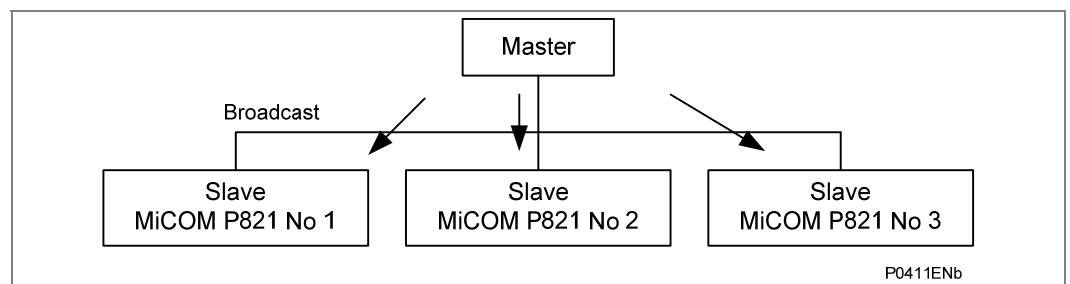 Master
Broadcast
Slave
MiCOM P821 No 1
Slave
MiCOM P821 No 2
Slave
MiCOM P821 No 3
P0411ENb